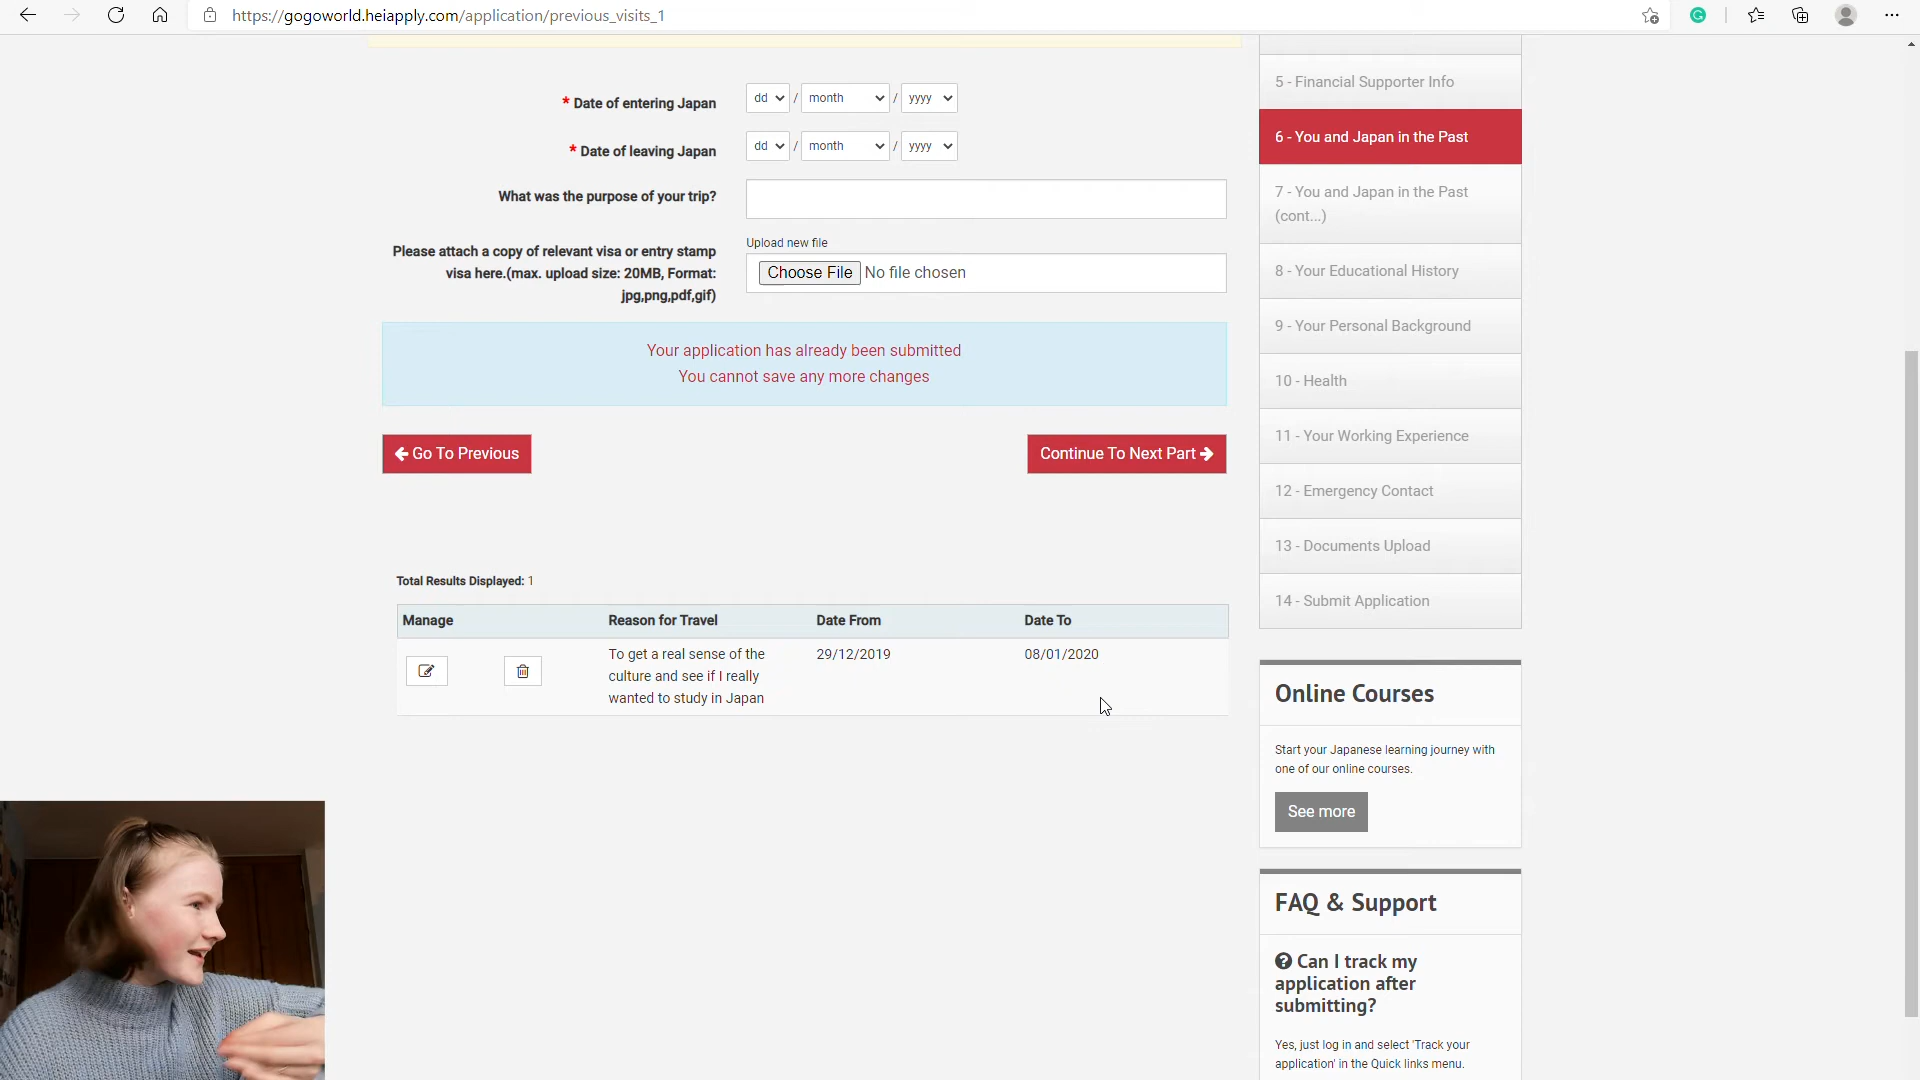 https://gogoworld.heiapply.com/application/previous_visits_1
* Date of entering Japan
dd / month / yyyy
* Date of leaving Japan
dd / month / yyyy
What was the purpose of your trip?
Please attach a copy of relevant visa or entry stamp
visa here.(max. upload size: 20MB, Format:
jpg,png,pdf,gif)
Upload new file
Choose File No file chosen
Your application has already been submitted
You cannot save any more changes
Go To Previous
Continue To Next Part
Total Results Displayed: 1
Manage Reason for Travel Date From Date To
To get a real sense of the 29/12/2019 08/01/2020
culture and see if I really
wanted to study in Japan
5 - Financial Supporter Info
6 - You and Japan in the Past
7 - You and Japan in the Past
(cont...)
8 - Your Educational History
9 - Your Personal Background
10 - Health
11 - Your Working Experience
12 - Emergency Contact
13 - Documents Upload
14 - Submit Application
Online Courses
Start your Japanese learning journey with
one of our online courses.
See more
FAQ & Support
Can I track my
application after
submitting?
Yes, just log in and select 'Track your
application' in the Quick links menu.